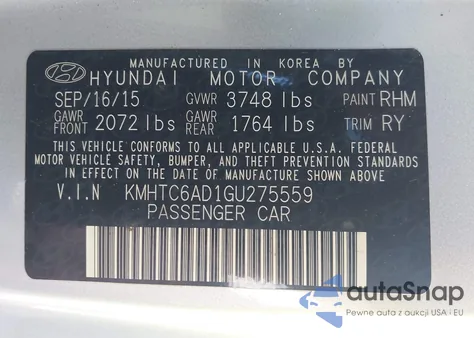 MANUFACTURED IN KOREA BY
HYUNDAI MOTOR COMPANY
SEP/16/15 GVWR 3748 lbs PAINT RHM
GAWR FRONT 2072 lbs GAWR REAR 1764 lbs TRIM RY
THIS VEHICLE CONFORMS TO ALL APPLICABLE U.S.A. FEDERAL
MOTOR VEHICLE SAFETY, BUMPER, AND THEFT PREVENTION STANDARDS
IN EFFECT ON THE DATE OF MANUFACTURE SHOWN ABOVE.
V.I.N KMHTC6AD1GU275559
PASSENGER CAR
autoSnap
Pewne auta z aukcji USA - EU